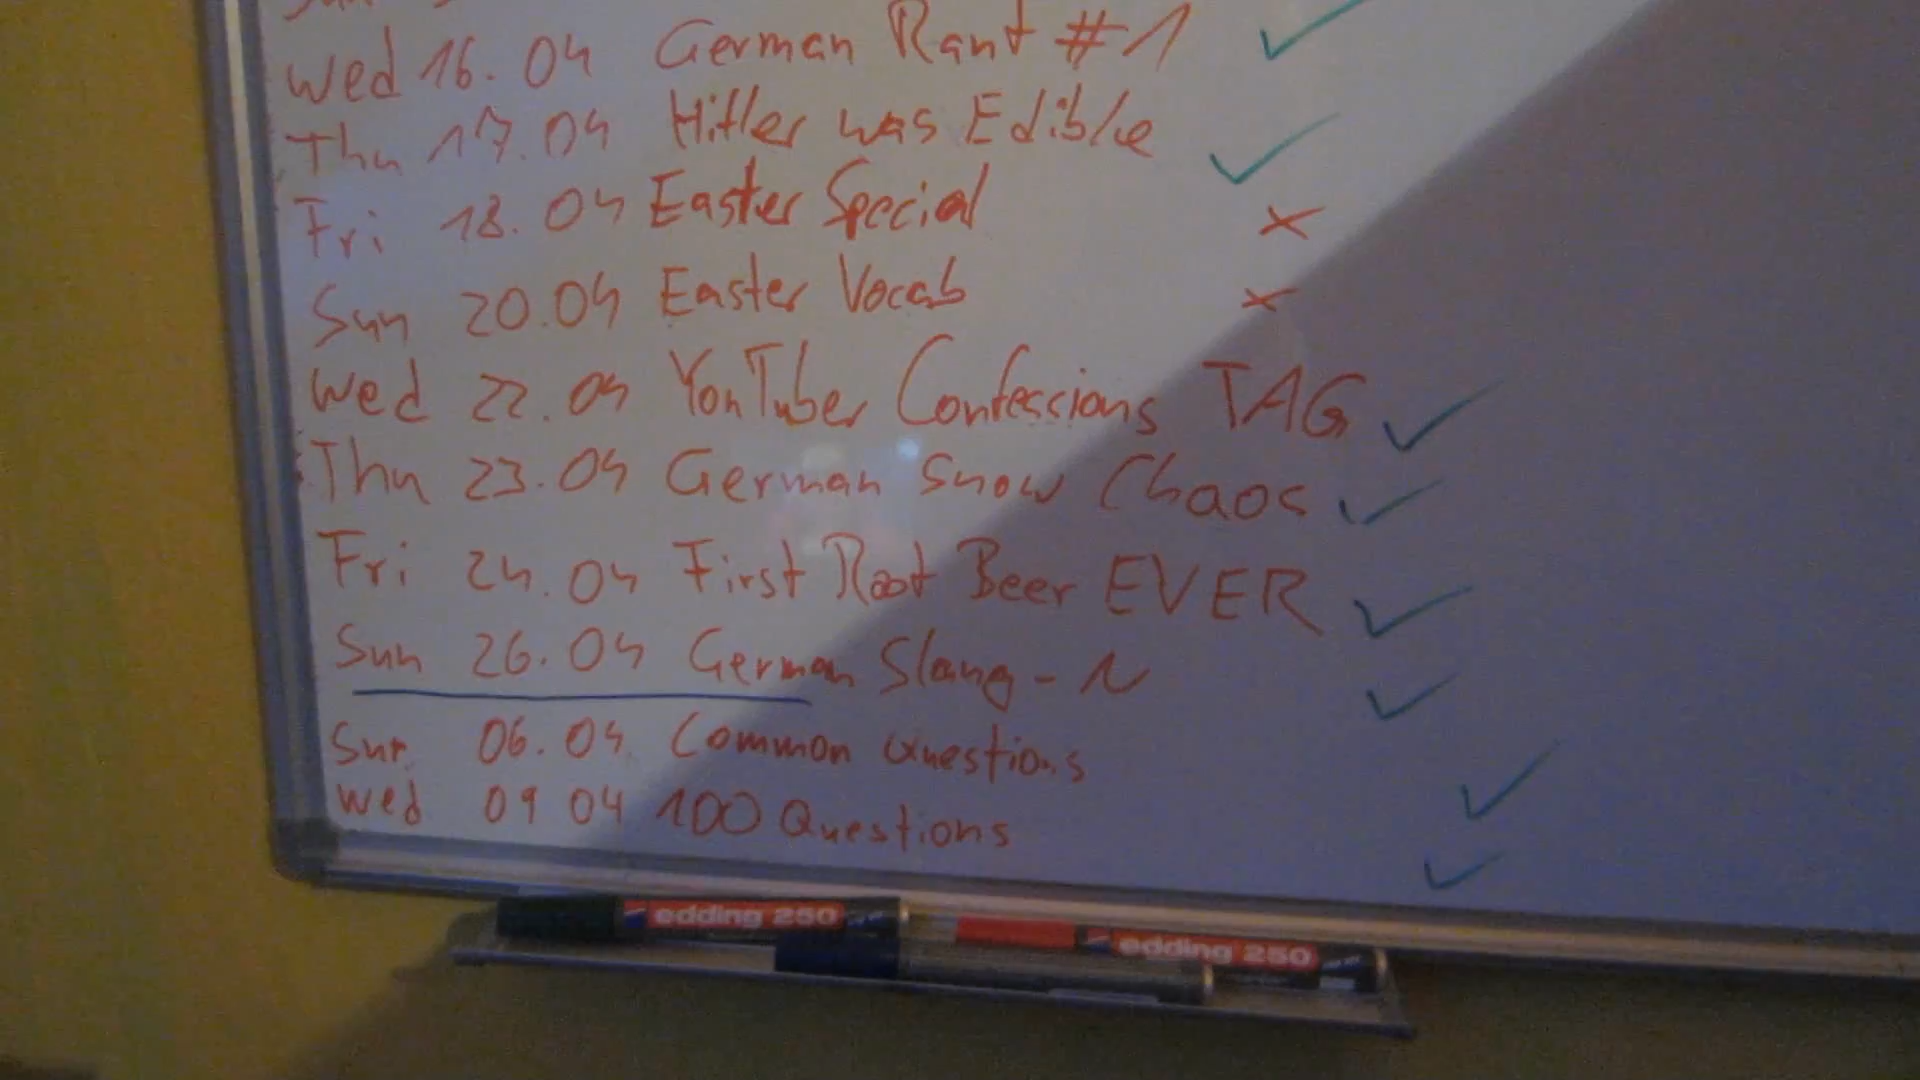 Wed 16.04 German Rant #1 ✓
Thu 17.04 Hitler was Edible ✓
Fri 18.04 Easter Special x
Sun 20.04 Easter Vocab x
Wed 22.04 YouTuber Confessions TAG ✓
Thu 23.04 German Snow Chaos ✓
Fri 24.04 First Root Beer EVER ✓
Sun 26.04 German Slang - N ✓
Sun 06.04 Common Questions ✓
Wed 09 04 100 Questions ✓
edding 250
edding 250